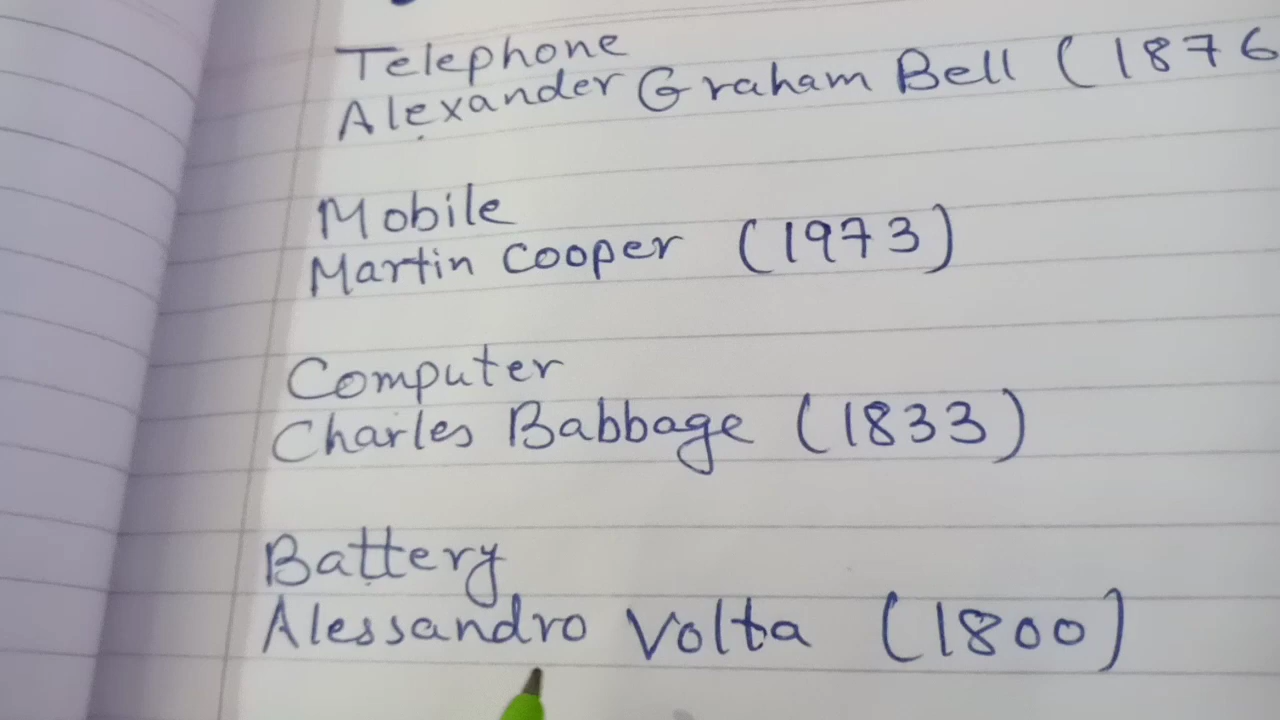 Telephone
Alexander Graham Bell (1876
Mobile
Martin Cooper (1973)
Computer
Charles Babbage (1833)
Battery
Alessandro Volta (1800)